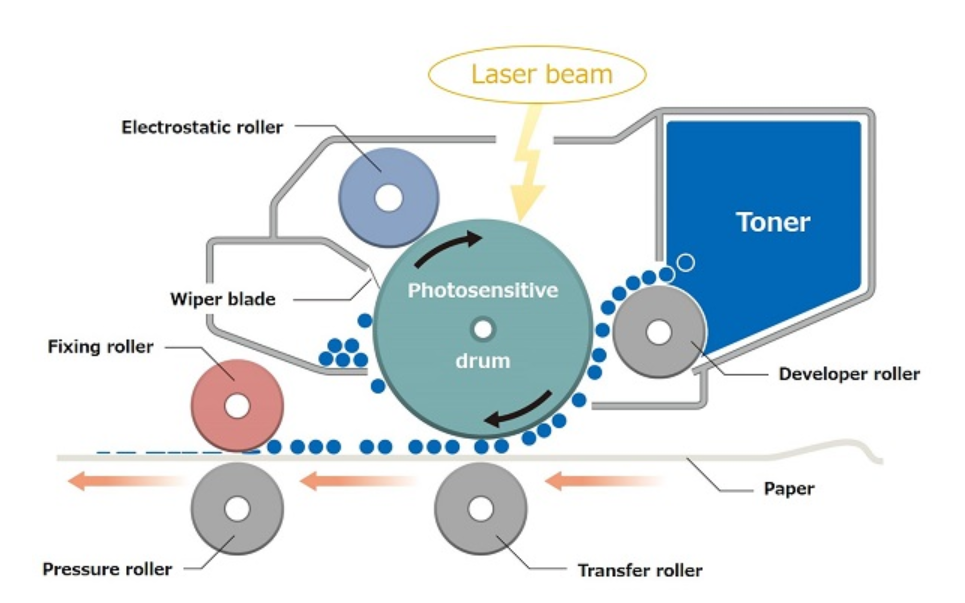 Laser beam
Electrostatic roller
Toner
Photosensitive
drum
Wiper blade
Fixing roller
Developer roller
Paper
Pressure roller
Transfer roller